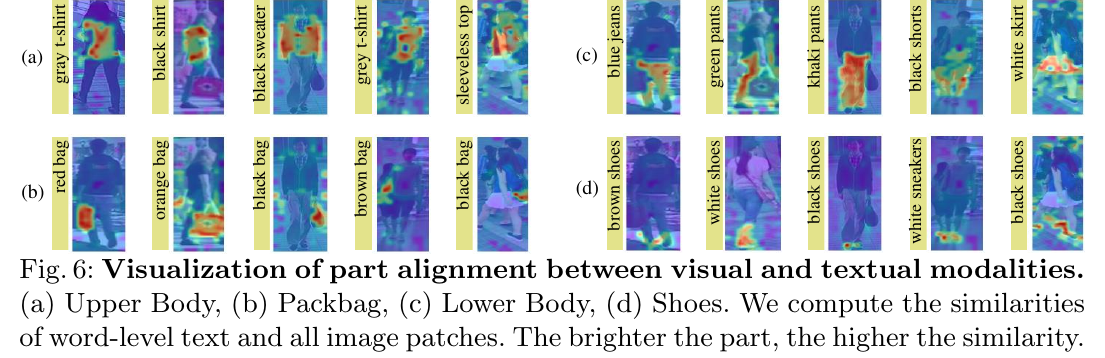 (a)
gray t-shirt
black shirt
black sweater
grey t-shirt
sleveless top
(c)
blue jeans
green pants
khaki pants
black shorts
white skirt
(b)
red bag
orange bag
black bag
brown bag
black bag
(d)
brown shoes
white shoes
black shoes
white sneakers
black shoes
Fig. 6: Visualization of part alignment between visual and textual modalities.
(a) Upper Body, (b) Packbag, (c) Lower Body, (d) Shoes. We compute the similarities
of word-level text and all image patches. The brighter the part, the higher the similarity.